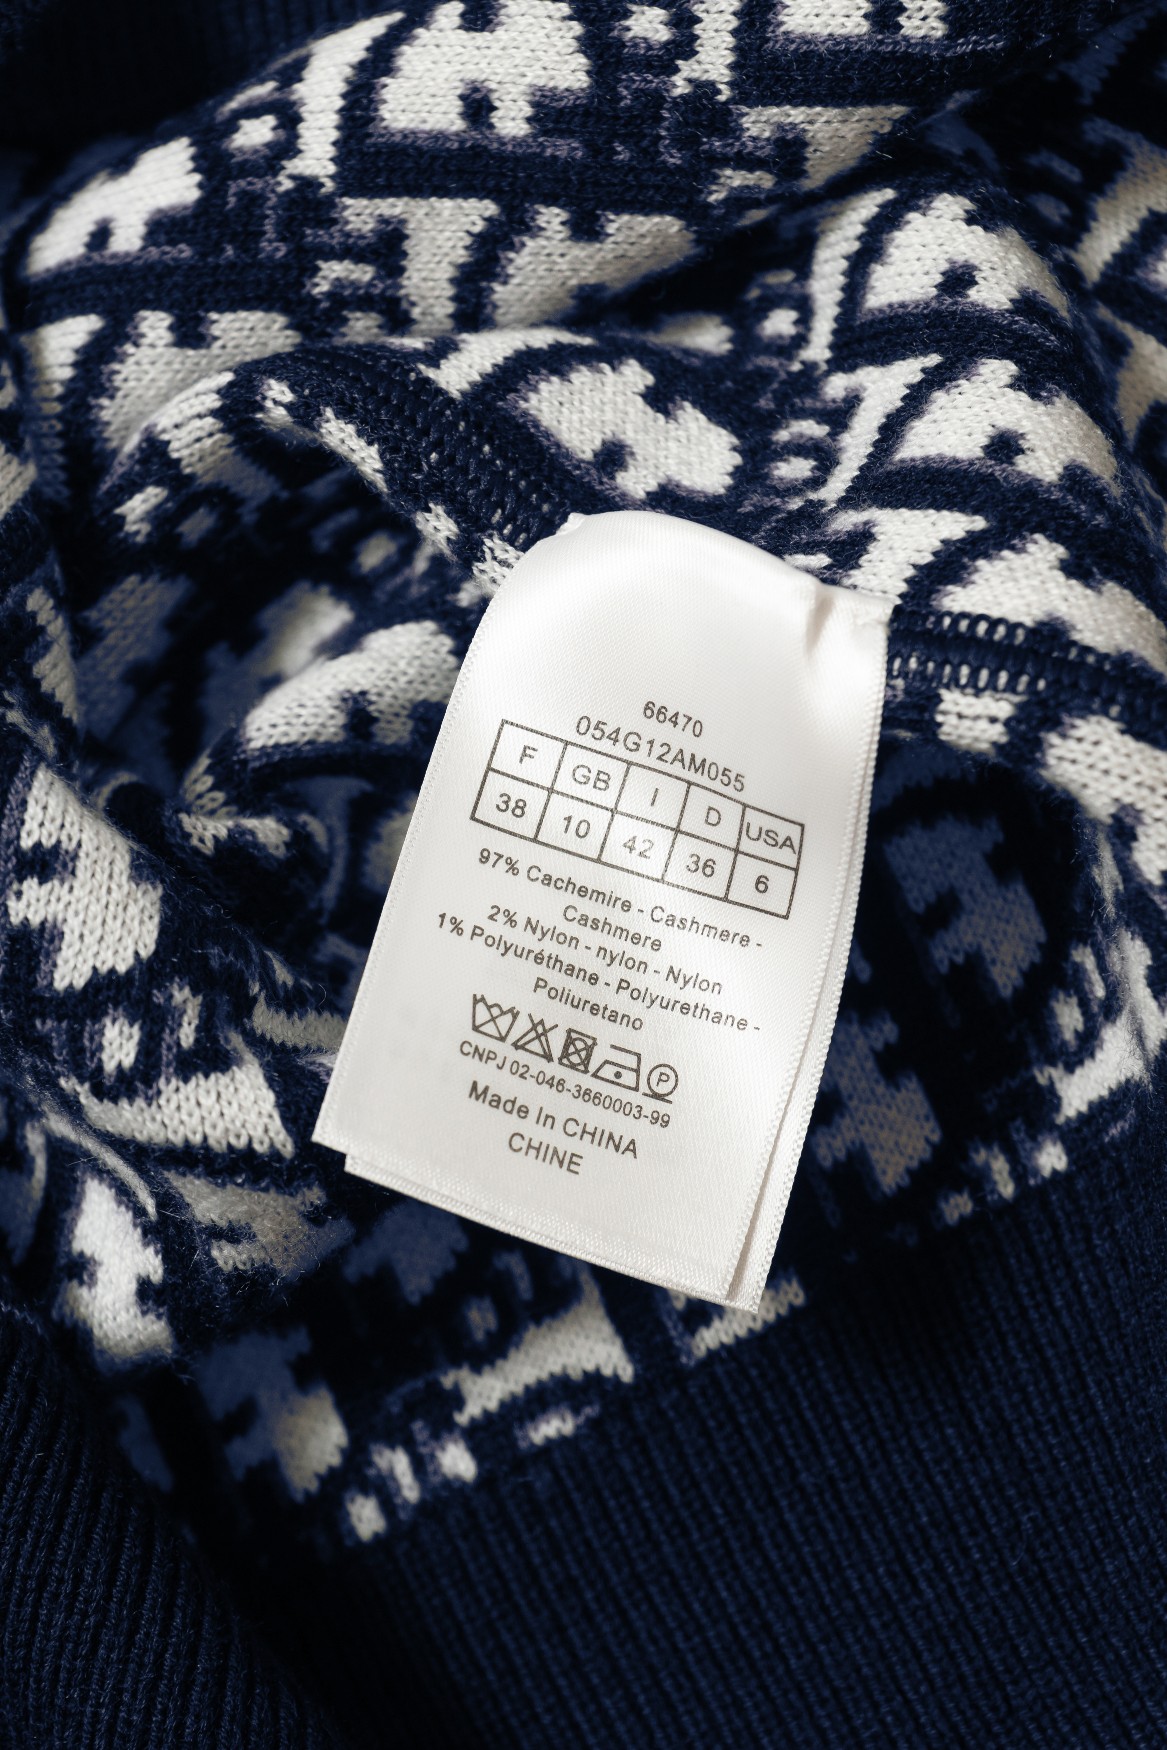 66470
054G12AM055
F GB I D USA
38 10 42 36 6
97% Cachemire - Cashmere -
Cashmere
2% Nylon - nylon - Nylon
1% Polyuréthane - Polyurethane -
Poliuretano
P
CNPJ 02-046-3660003-99
Made In CHINA
CHINE